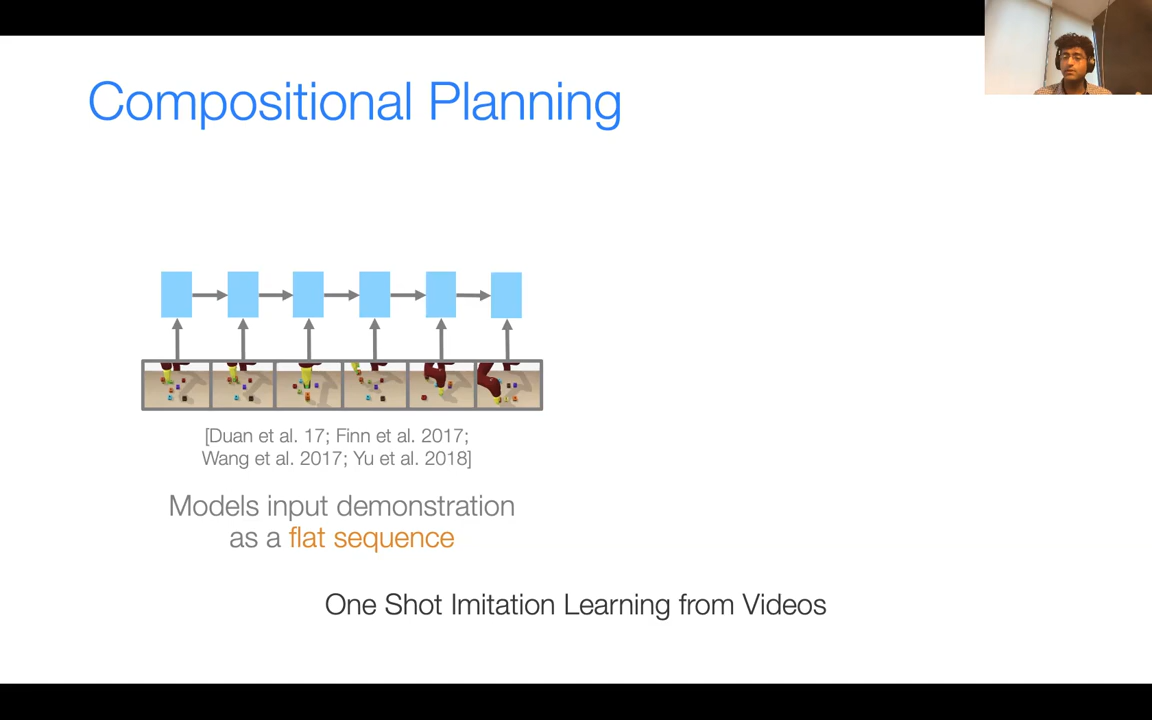 Compositional Planning
[Duan et al. 17; Finn et al. 2017;
Wang et al. 2017; Yu et al. 2018]
Models input demonstration
as a flat sequence
One Shot Imitation Learning from Videos